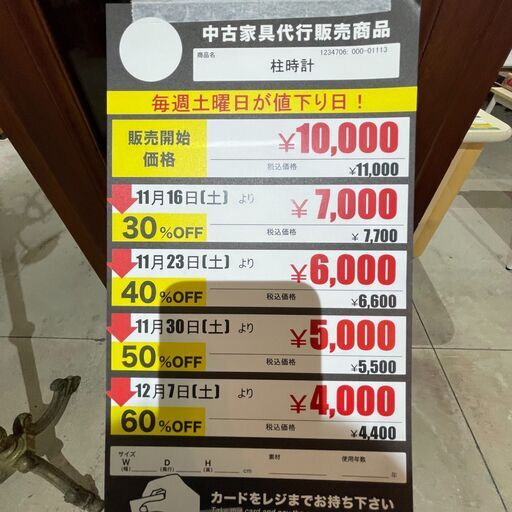 中古家具代行販売商品
商品名 1234706: 000-01113
柱時計
毎週土曜日が値下り日！
販売開始価格 ¥10,000
税込価格 ¥11,000
11月16日(土) より ¥7,000
30%OFF 税込価格 ¥7,700
11月23日(土) より ¥6,000
40%OFF 税込価格 ¥6,600
11月30日(土) より ¥5,000
50%OFF 税込価格 ¥5,500
12月7日(土) より ¥4,000
60%OFF 税込価格 ¥4,400
サイズ 素材 使用年数
W(幅) D(奥行) H(高) cm 年
カードをレジまでお持ち下さい